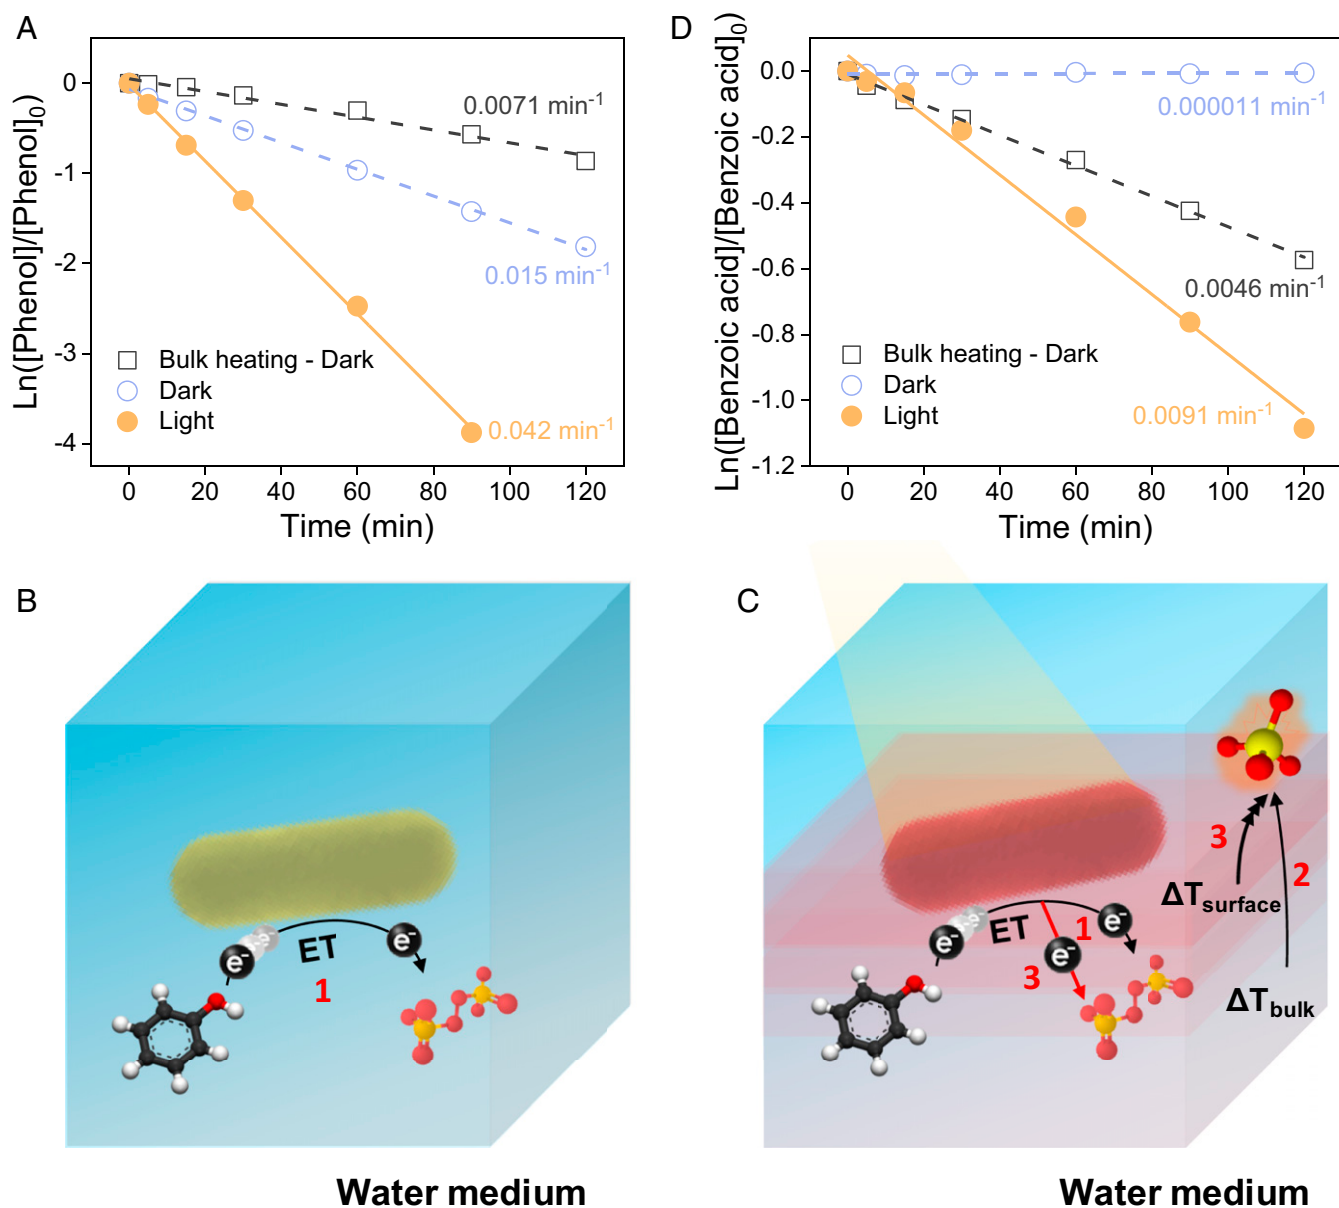 A
Ln([Phenol]/[Phenol]₀)
0
-1
-2
-3
-4
0.0071 min⁻¹
0.015 min⁻¹
0.042 min⁻¹
Bulk heating - Dark
Dark
Light
0 20 40 60 80 100 120
Time (min)
D
Ln([Benzoic acid]/[Benzoic acid]₀)
0.0
-0.2
-0.4
-0.6
-0.8
-1.0
-1.2
0.000011 min⁻¹
0.0046 min⁻¹
0.0091 min⁻¹
Bulk heating - Dark
Dark
Light
0 20 40 60 80 100 120
Time (min)
B
e⁻
e⁻
e⁻
ET
1
Water medium
C
e⁻
e⁻
e⁻
ET
1
e⁻
3
3
2
ΔTsurface
ΔTbulk
Water medium